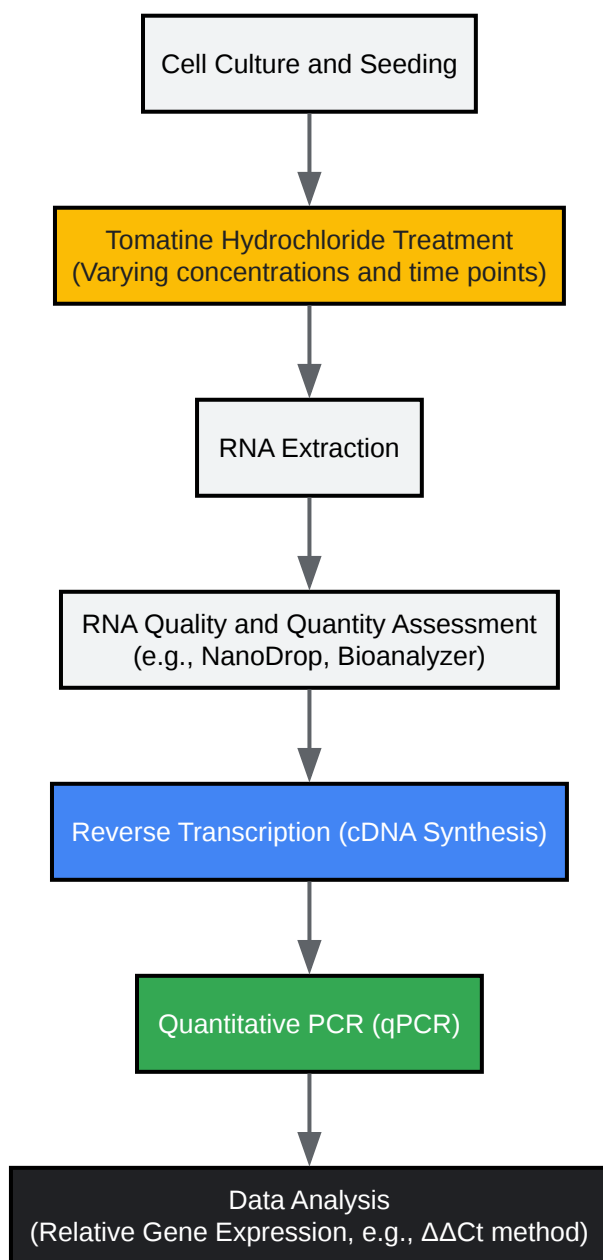 Cell Culture and Seeding
Tomatine Hydrochloride Treatment
(Varying concentrations and time points)
RNA Extraction
RNA Quality and Quantity Assessment
(e.g., NanoDrop, Bioanalyzer)
Reverse Transcription (cDNA Synthesis)
Quantitative PCR (qPCR)
Data Analysis
(Relative Gene Expression, e.g., ΔΔCt method)